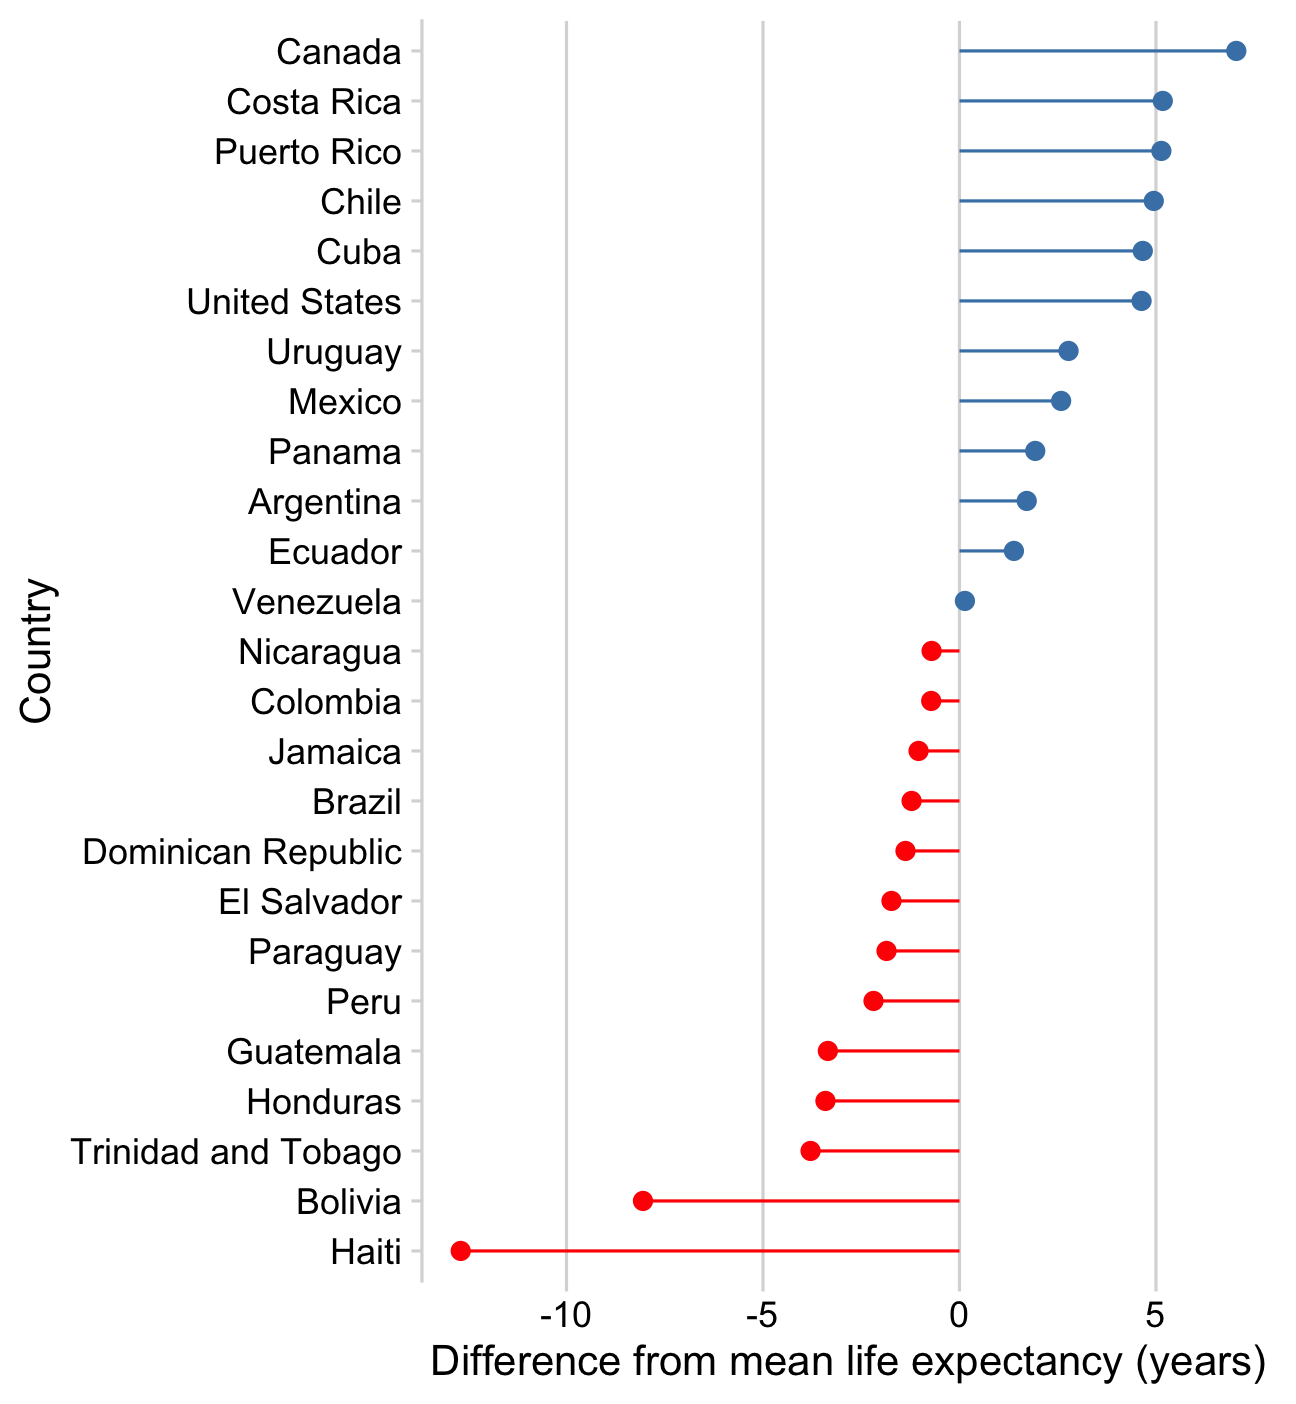 Canada
Costa Rica
Puerto Rico
Chile
Cuba
United States
Uruguay
Mexico
Panama
Argentina
Ecuador
Venezuela
Nicaragua
Colombia
Jamaica
Brazil
Dominican Republic
El Salvador
Paraguay
Peru
Guatemala
Honduras
Trinidad and Tobago
Bolivia
Haiti
Country
-10 -5 0 5
Difference from mean life expectancy (years)